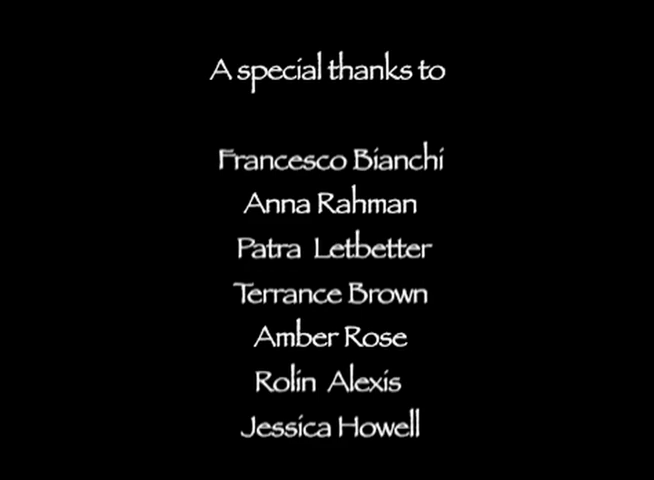 A special thanks to
Francesco Bianchi
Anna Rahman
Patra Letbetter
Terrance Brown
Amber Rose
Rolin Alexis
Jessica Howell